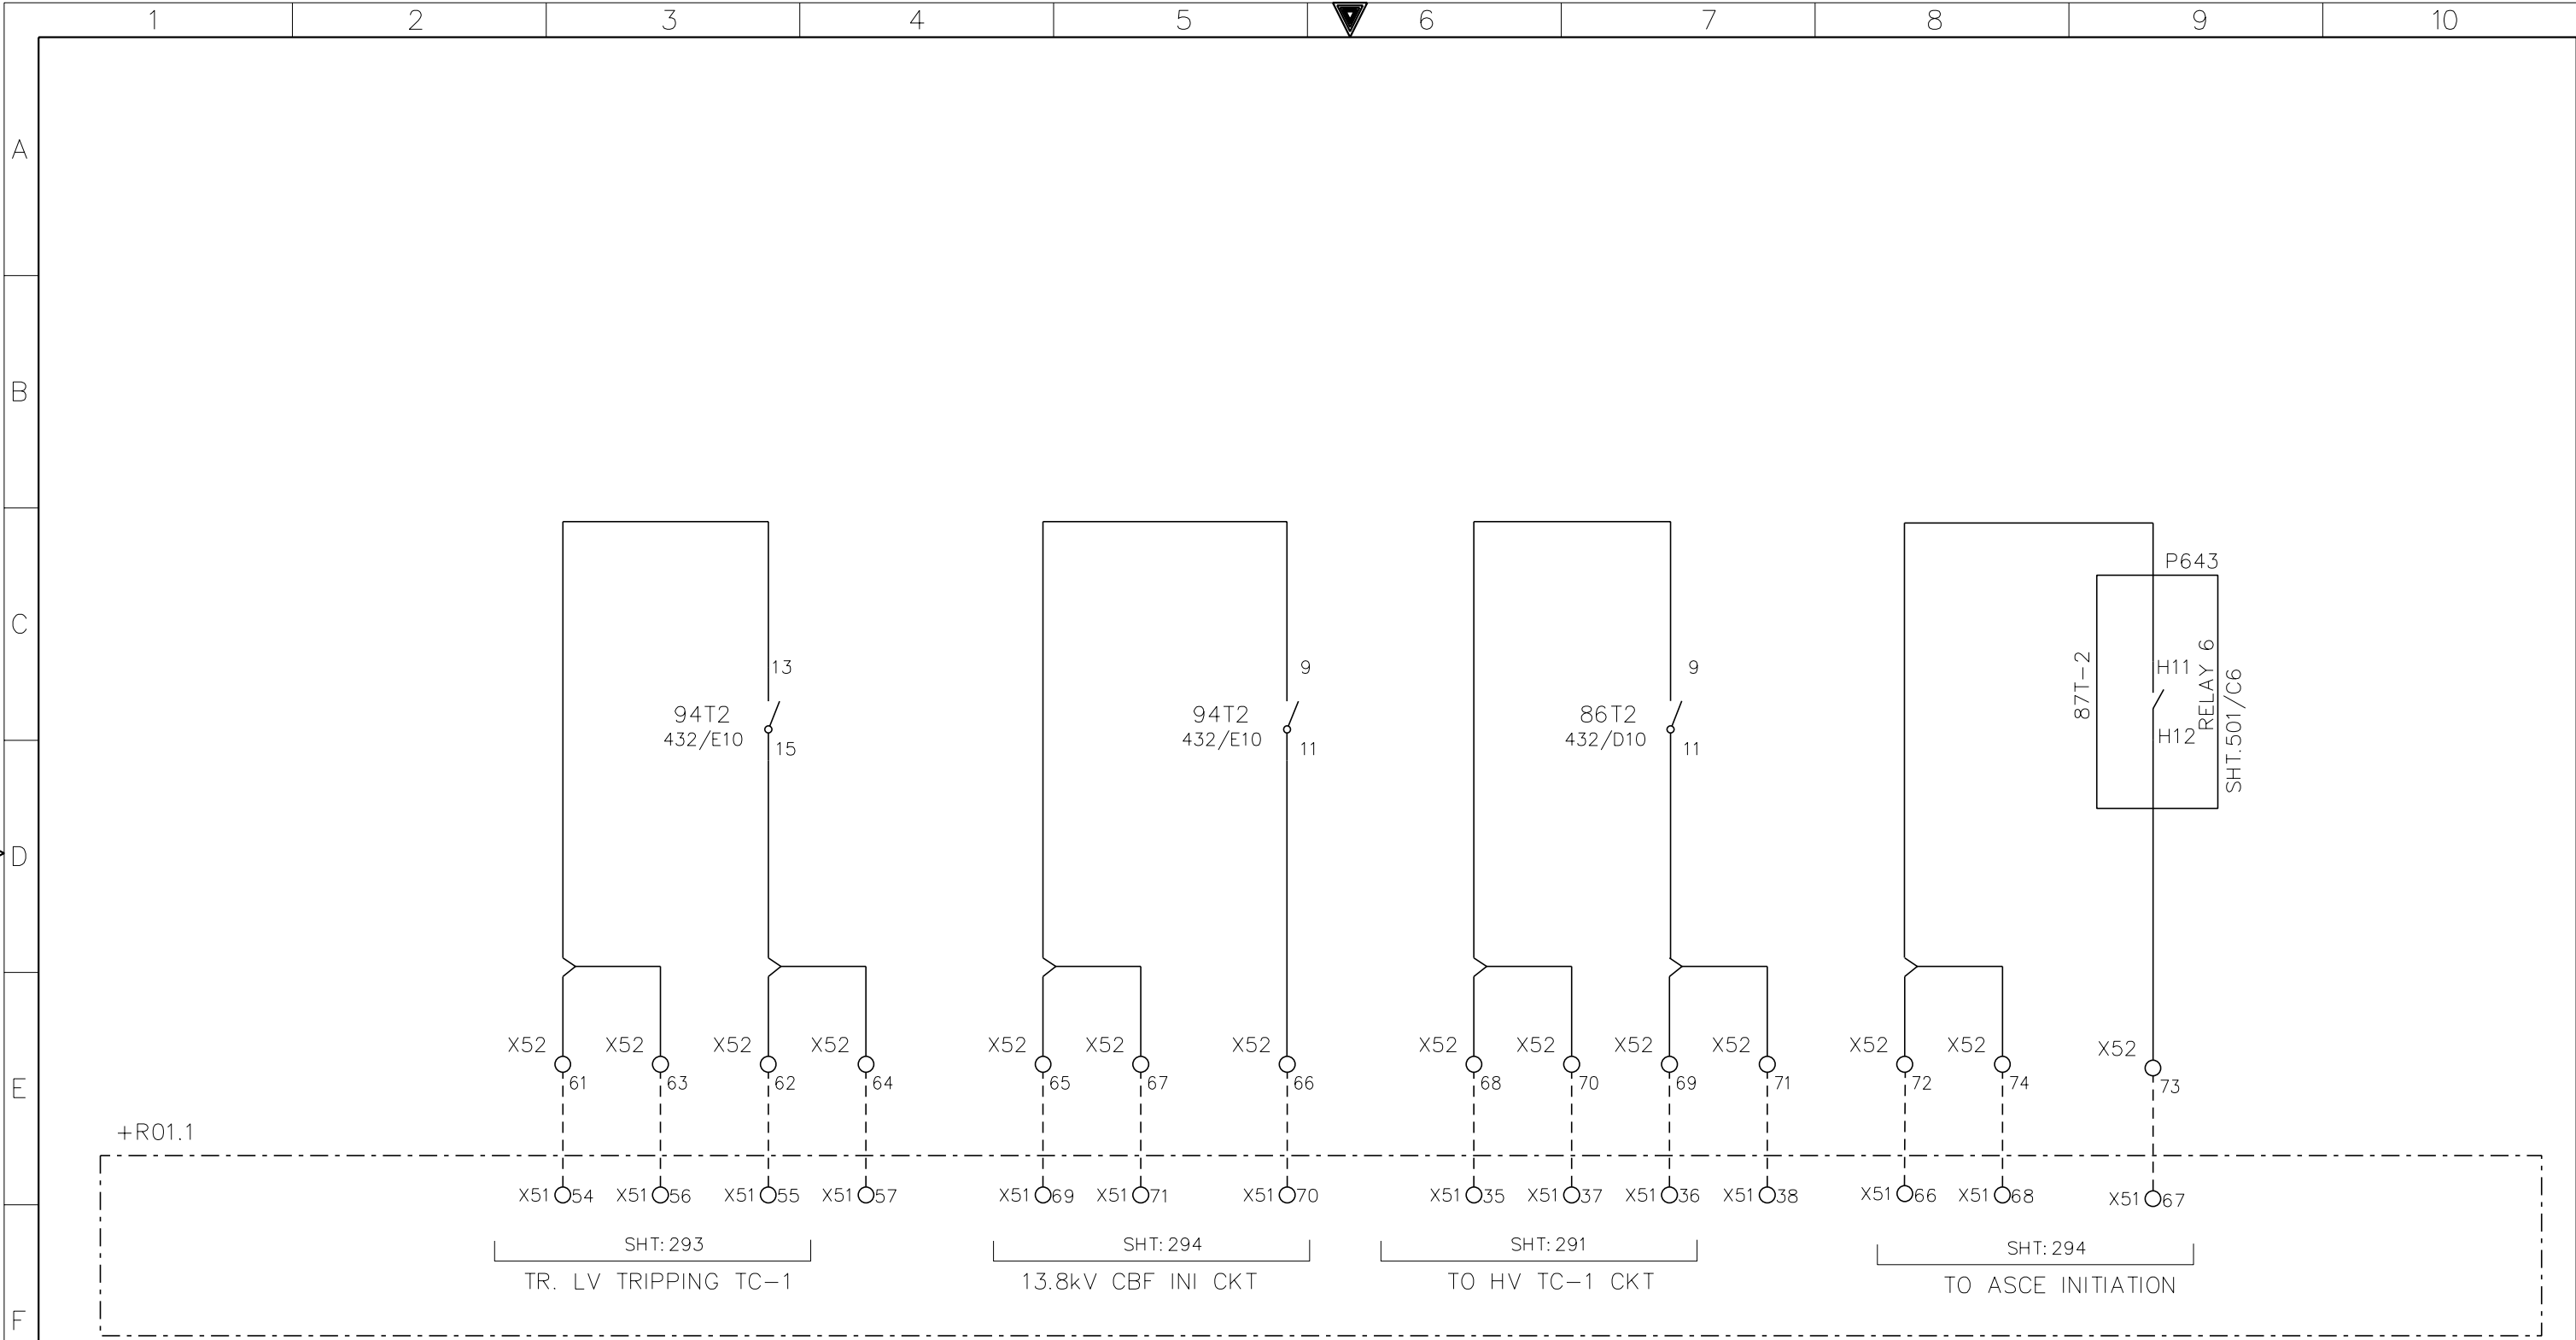 1 2 3 4 5 6 7 8 9 10
A
B
C
D
E
F
P643
13
94T2
432/E10
15
9
94T2
432/E10
11
9
86T2
432/D10
11
87T-2
H11
H12
RELAY 6
SHT.501/C6
X52 X52 X52 X52 X52 X52 X52 X52 X52 X52 X52 X52 X52 X52
61 63 62 64 65 67 66 68 70 69 71 72 74 73
+R01.1
X51 54 X51 56 X51 55 X51 57 X51 69 X51 71 X51 70 X51 35 X51 37 X51 36 X51 38 X51 66 X51 68 X51 67
SHT:293
TR. LV TRIPPING TC-1
SHT:294
13.8kV CBF INI CKT
SHT:291
TO HV TC-1 CKT
SHT:294
TO ASCE INITIATION